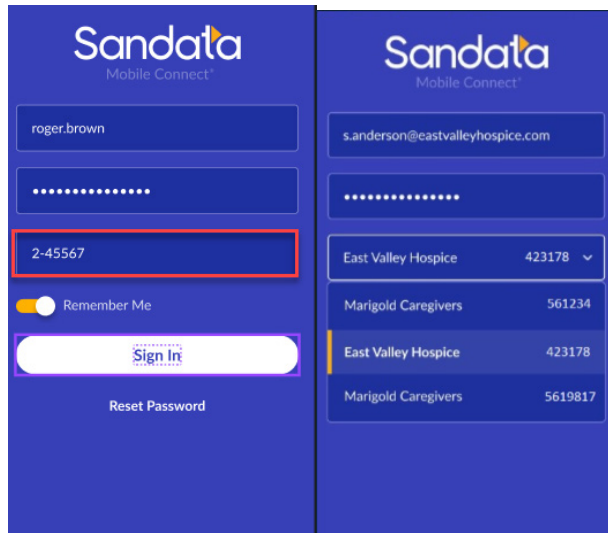 Sandata
Mobile Connect*
roger.brown
•••••••••••••••
2-45567
Remember Me
Sign In
Reset Password
Sandata
Mobile Connect*
s.anderson@eastvalleyhospice.com
•••••••••••••••
East Valley Hospice 423178
Marigold Caregivers 561234
East Valley Hospice 423178
Marigold Caregivers 5619817